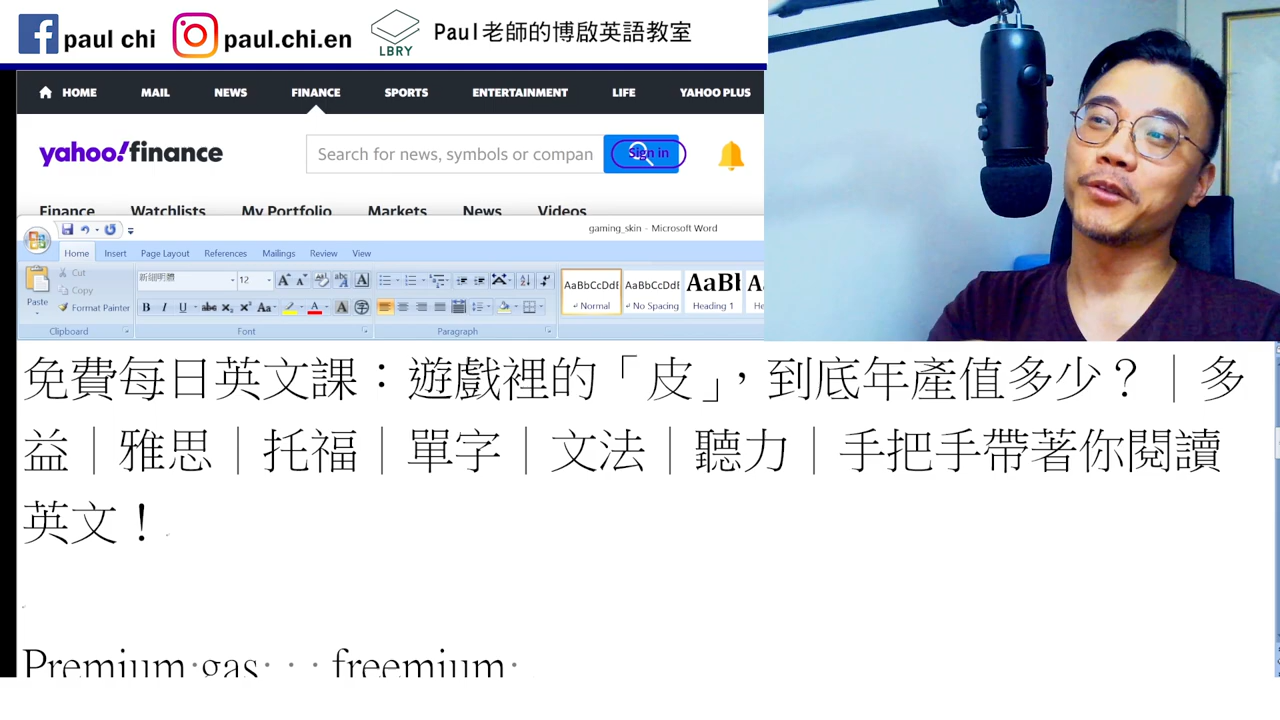 paul chi paul.chi.en LBRY Paul老師的博啟英語教室
HOME MAIL NEWS FINANCE SPORTS ENTERTAINMENT LIFE YAHOO PLUS
yahoo!finance Search for news, symbols or compan Sign in
Finance Watchlists My Portfolio Markets News Videos
gaming_skin - Microsoft Word
Home Insert Page Layout References Mailings Review View
Paste Cut Copy Format Painter
新細明體 12
AaBbCcDdE AaBbCcDdE AaBb
Normal No Spacing Heading 1
Clipboard Font Paragraph
免費每日英文課：遊戲裡的「皮」，到底年產值多少？｜多
益｜雅思｜托福｜單字｜文法｜聽力｜手把手帶著你閱讀
英文！
Premium gas freemium